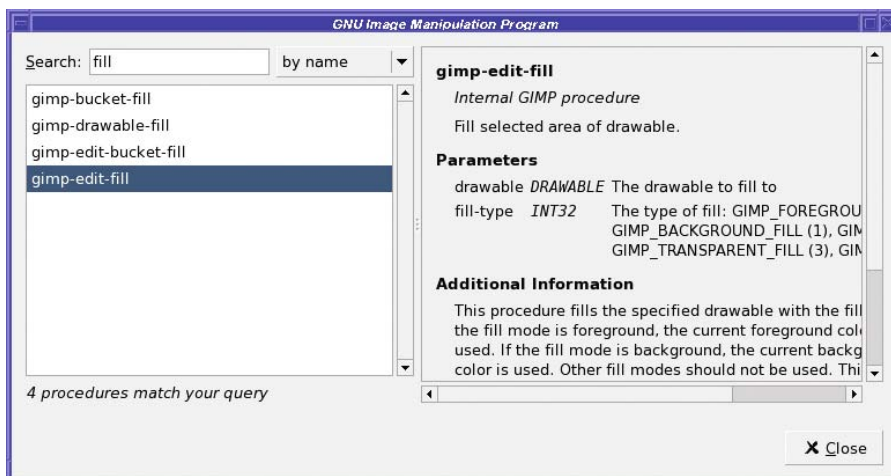 GNU Image Manipulation Program
Search: fill by name
gimp-bucket-fill
gimp-drawable-fill
gimp-edit-bucket-fill
gimp-edit-fill
4 procedures match your query
gimp-edit-fill
Internal GIMP procedure
Fill selected area of drawable.
Parameters
drawable DRAWABLE The drawable to fill to
fill-type INT32 The type of fill: GIMP_FOREGROU
GIMP_BACKGROUND_FILL (1), GIM
GIMP_TRANSPARENT_FILL (3), GIM
Additional Information
This procedure fills the specified drawable with the fill
the fill mode is foreground, the current foreground colo
used. If the fill mode is background, the current backg
color is used. Other fill modes should not be used. Thi
Close